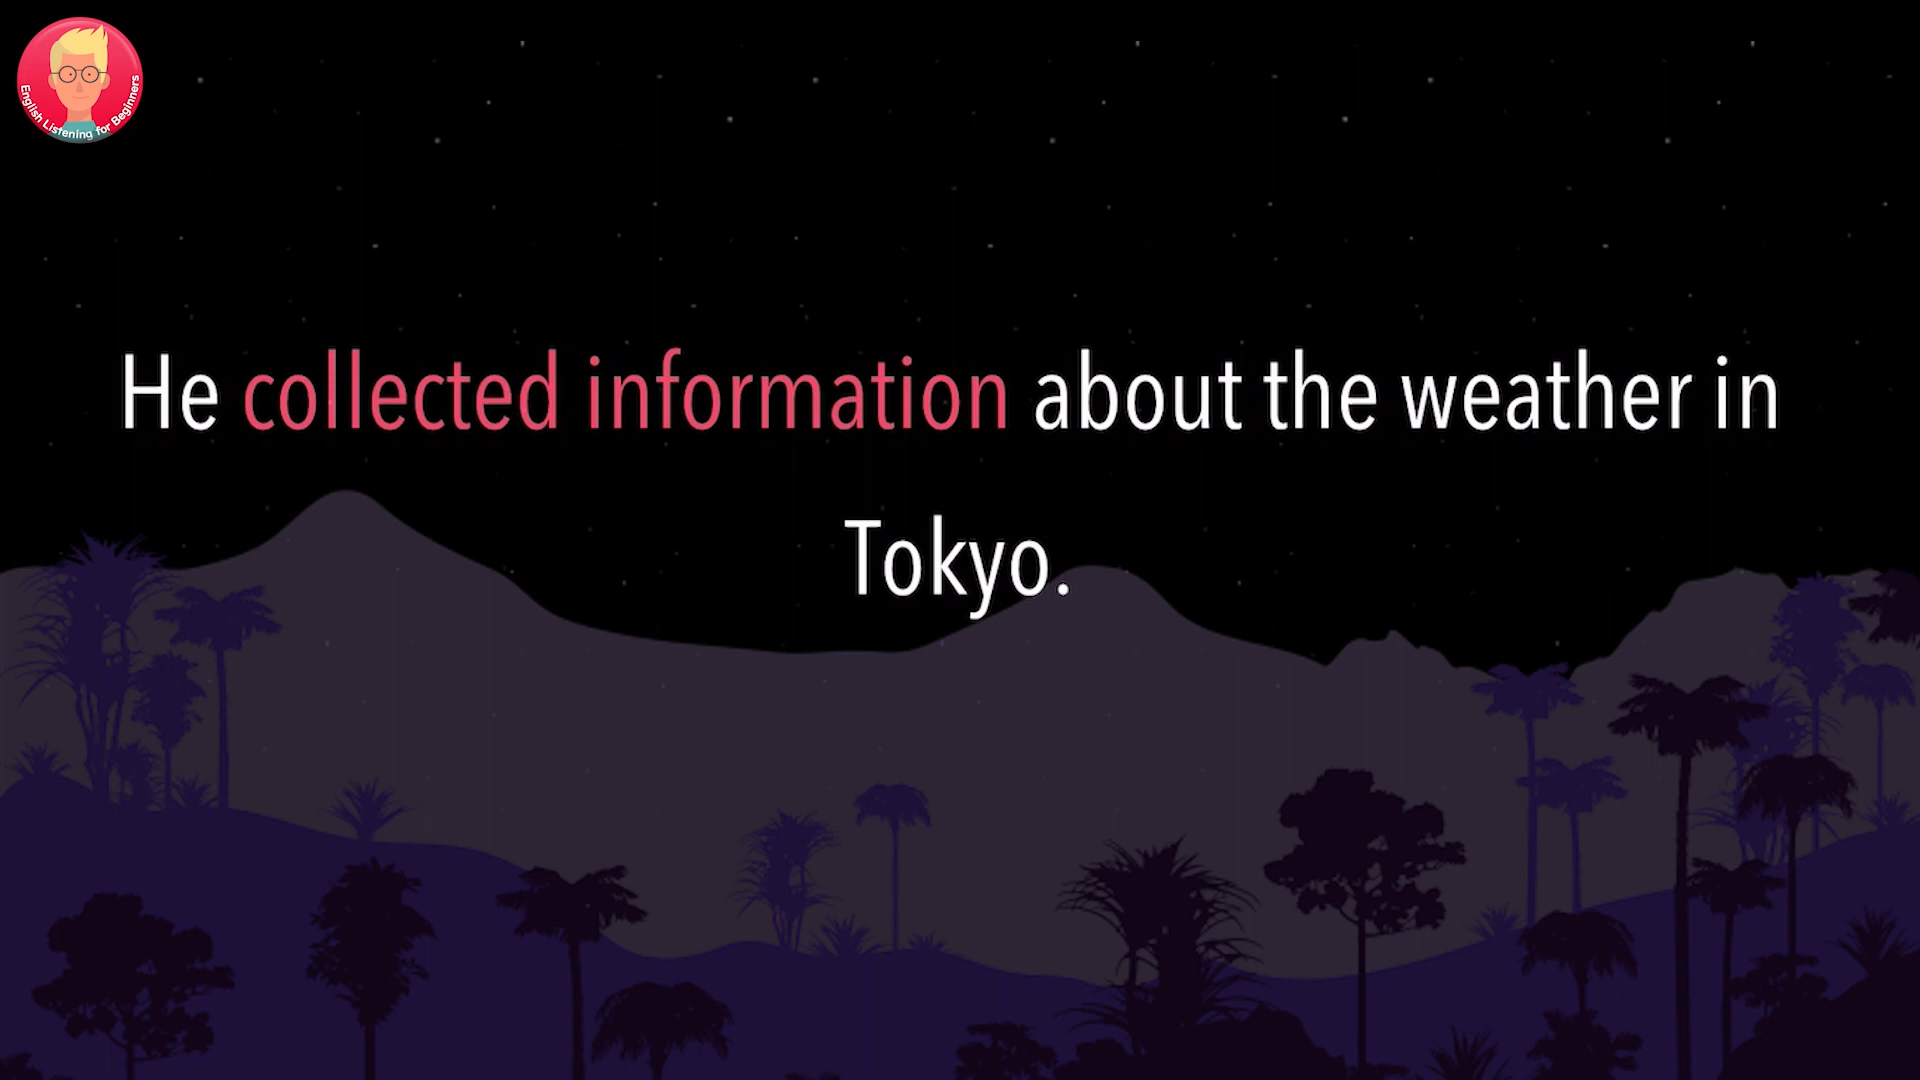 English Listening for Beginners
He collected information about the weather in
Tokyo.